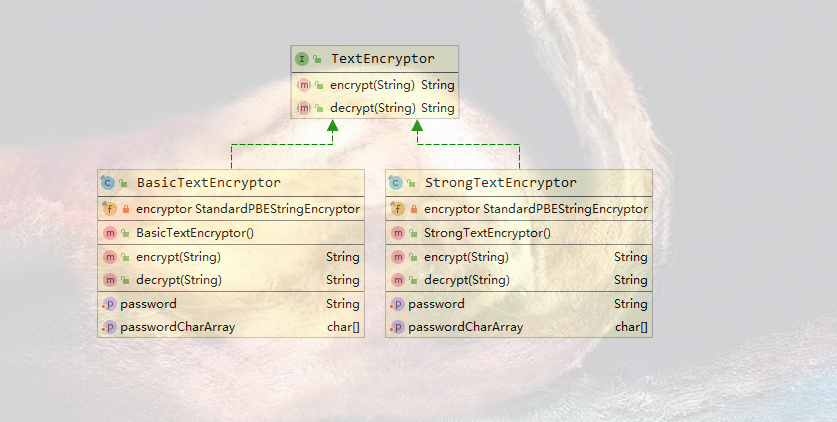 TextEncryptor
encrypt(String) String
decrypt(String) String
BasicTextEncryptor
encryptor StandardPBEStringEncryptor
BasicTextEncryptor()
encrypt(String) String
decrypt(String) String
password String
passwordCharArray char[]
StrongTextEncryptor
encryptor StandardPBEStringEncryptor
StrongTextEncryptor()
encrypt(String) String
decrypt(String) String
password String
passwordCharArray char[]